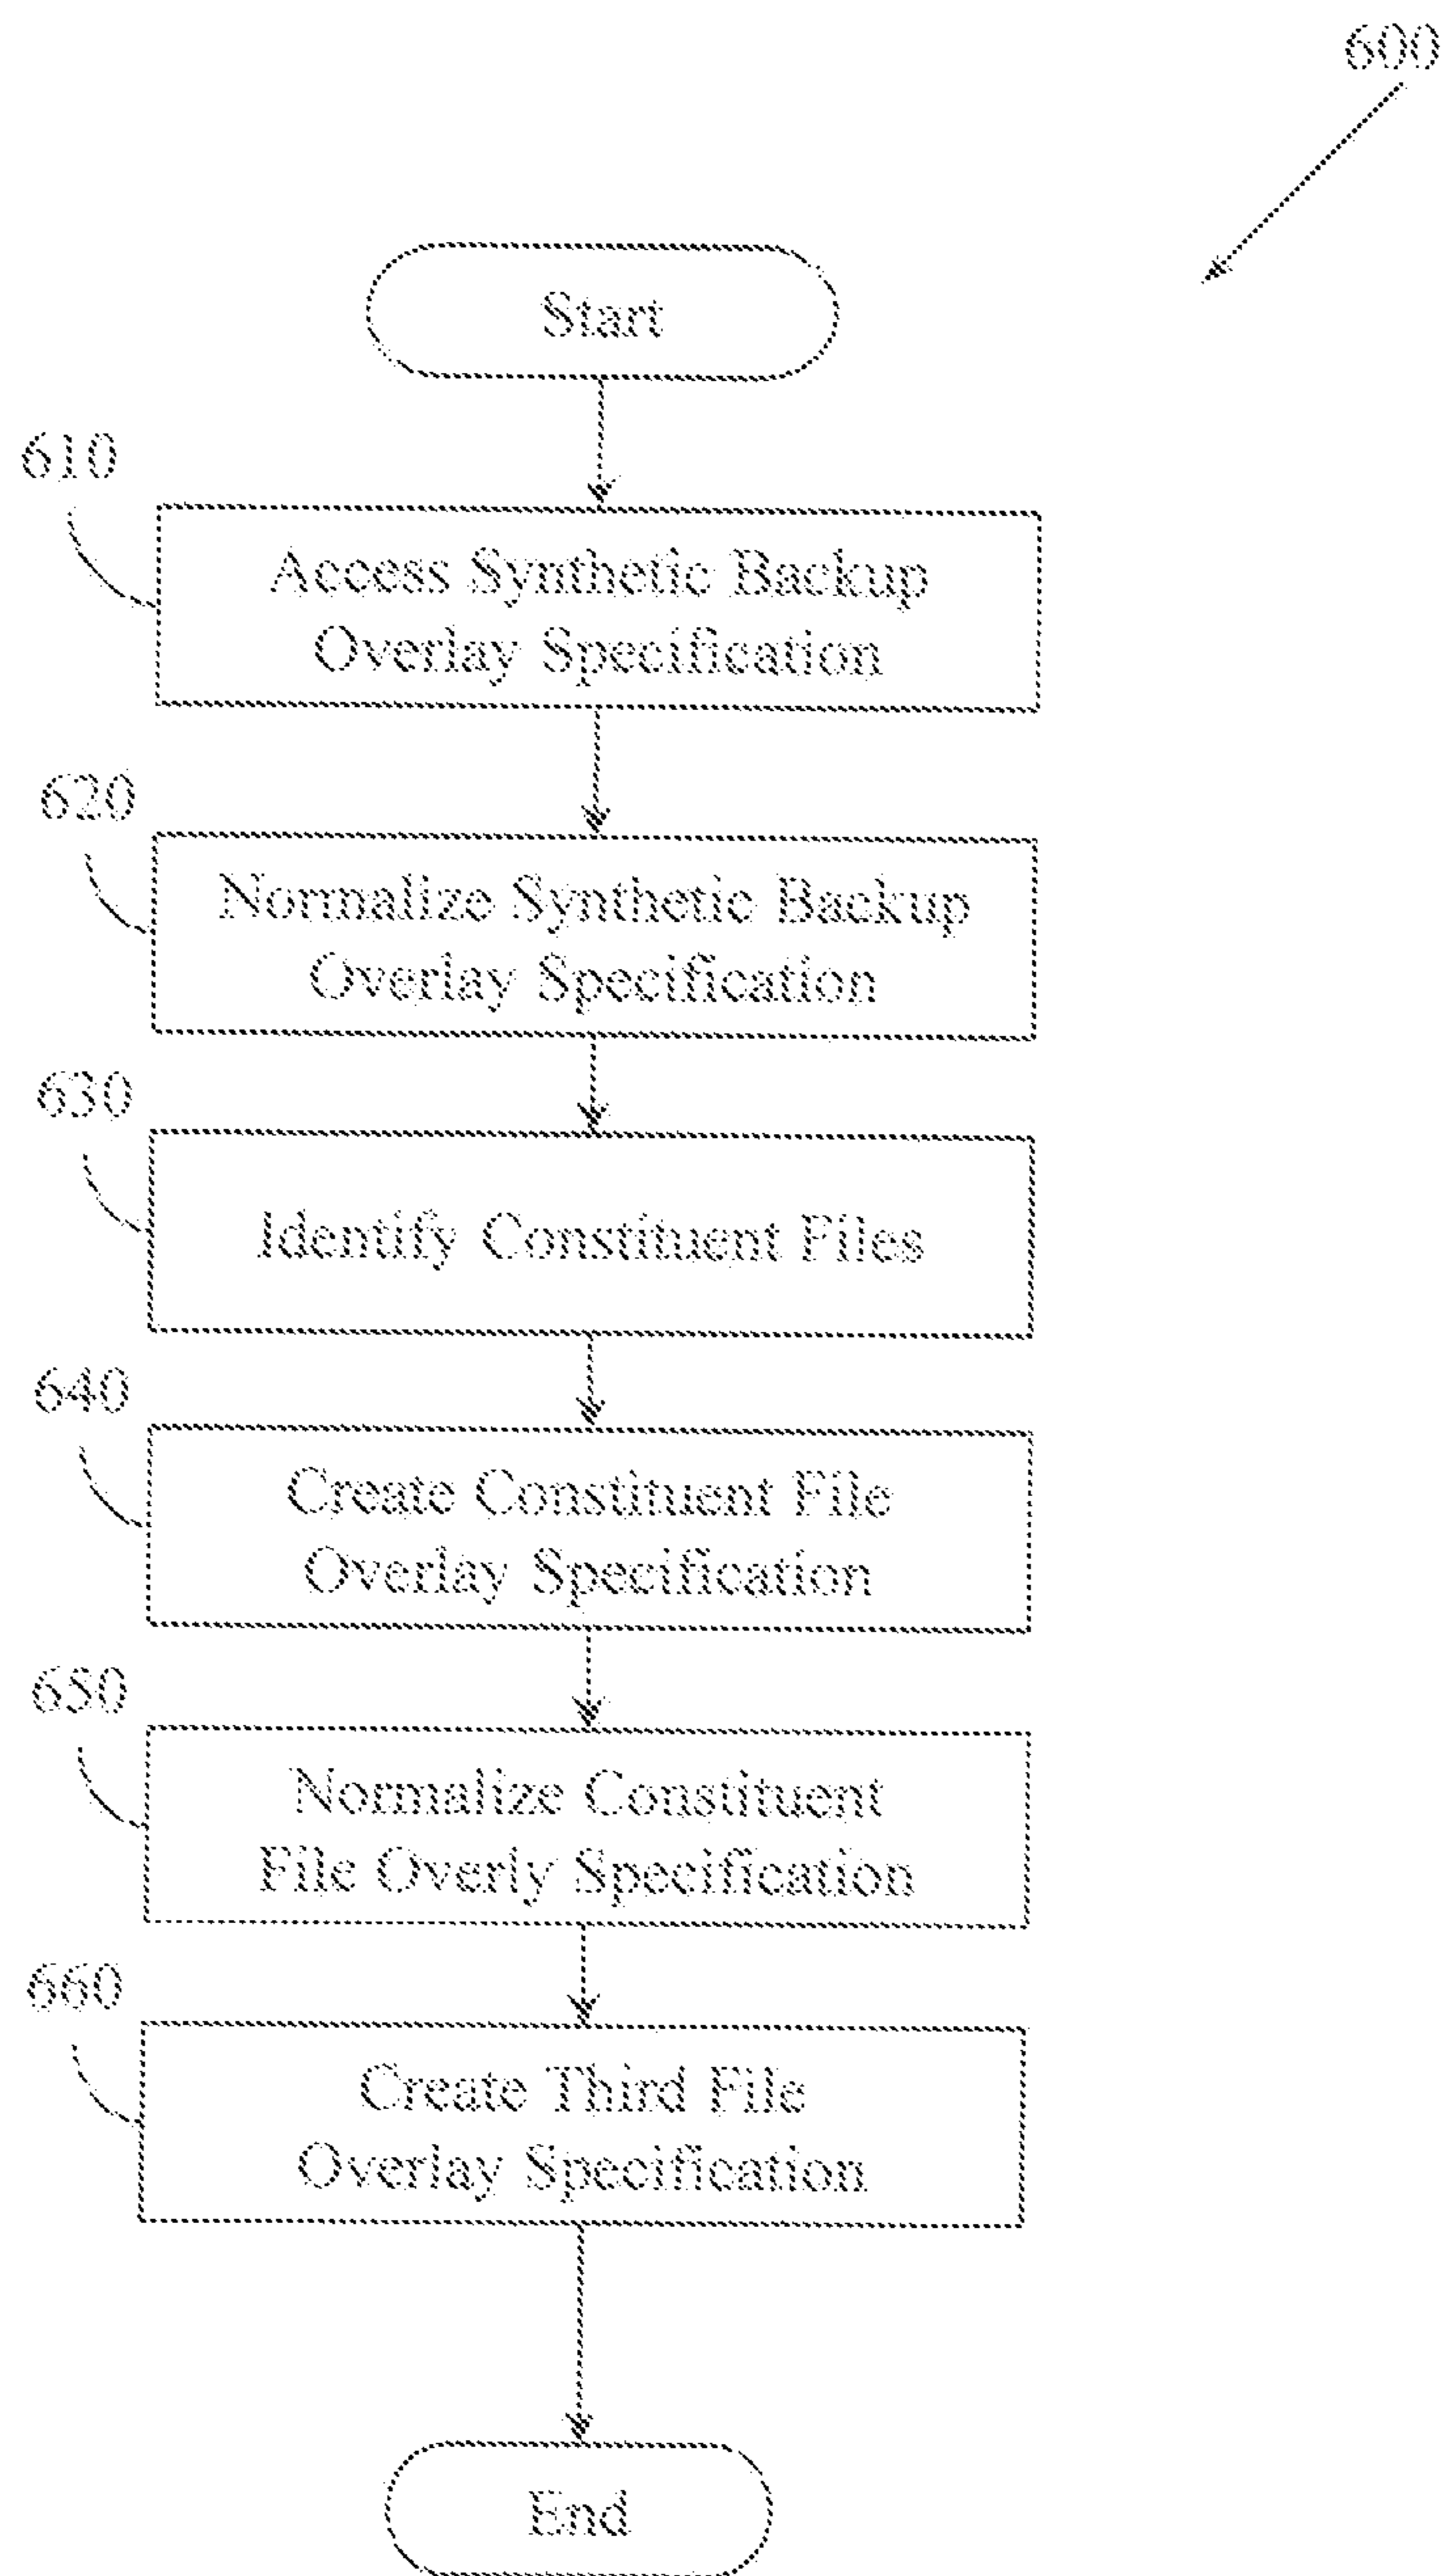 600
Start
610
Access Synthetic Backup
Overlay Specification
620
Normalize Synthetic Backup
Overlay Specification
630
Identify Constituent Files
640
Create Constituent File
Overlay Specification
650
Normalize Constituent
File Overly Specification
660
Create Third File
Overlay Specification
End